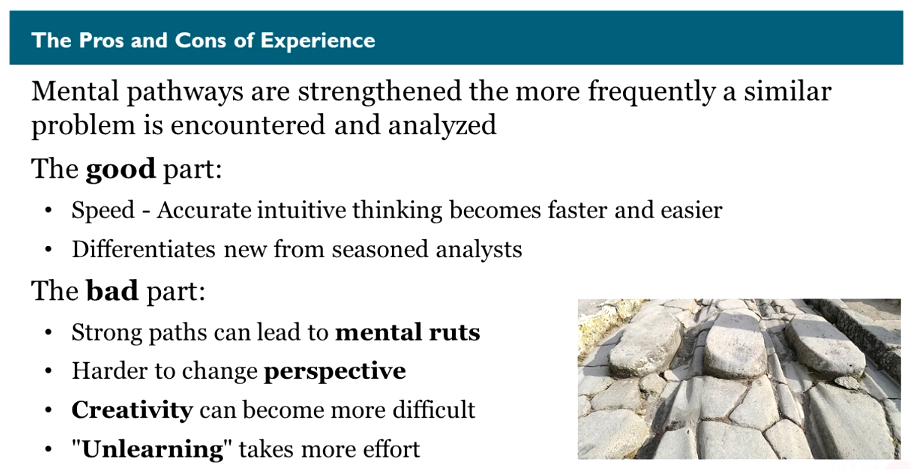 The Pros and Cons of Experience
Mental pathways are strengthened the more frequently a similar
problem is encountered and analyzed
The good part:
• Speed - Accurate intuitive thinking becomes faster and easier
• Differentiates new from seasoned analysts
The bad part:
• Strong paths can lead to mental ruts
• Harder to change perspective
• Creativity can become more difficult
• "Unlearning" takes more effort